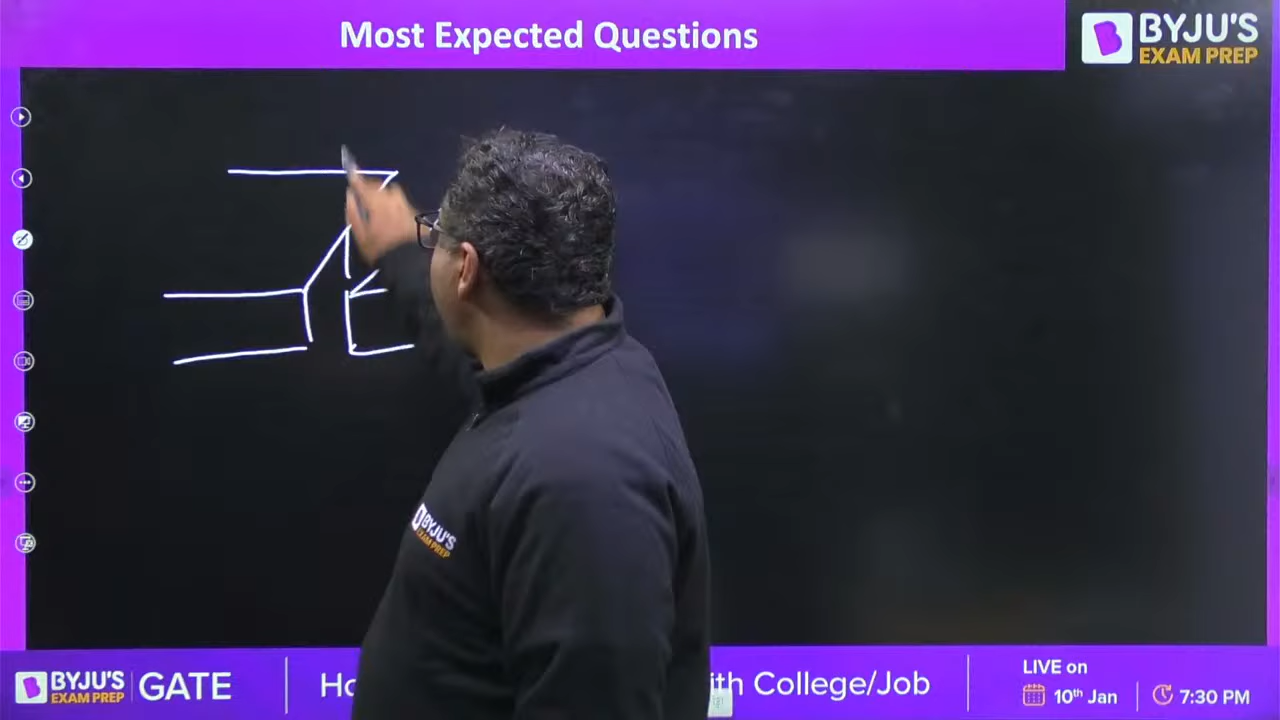 Most Expected Questions
BYJU'S
EXAM PREP
BYJU'S
EXAM PREP
BYJU'S
EXAM PREP
GATE
College/Job
LIVE on
10th Jan
7:30 PM